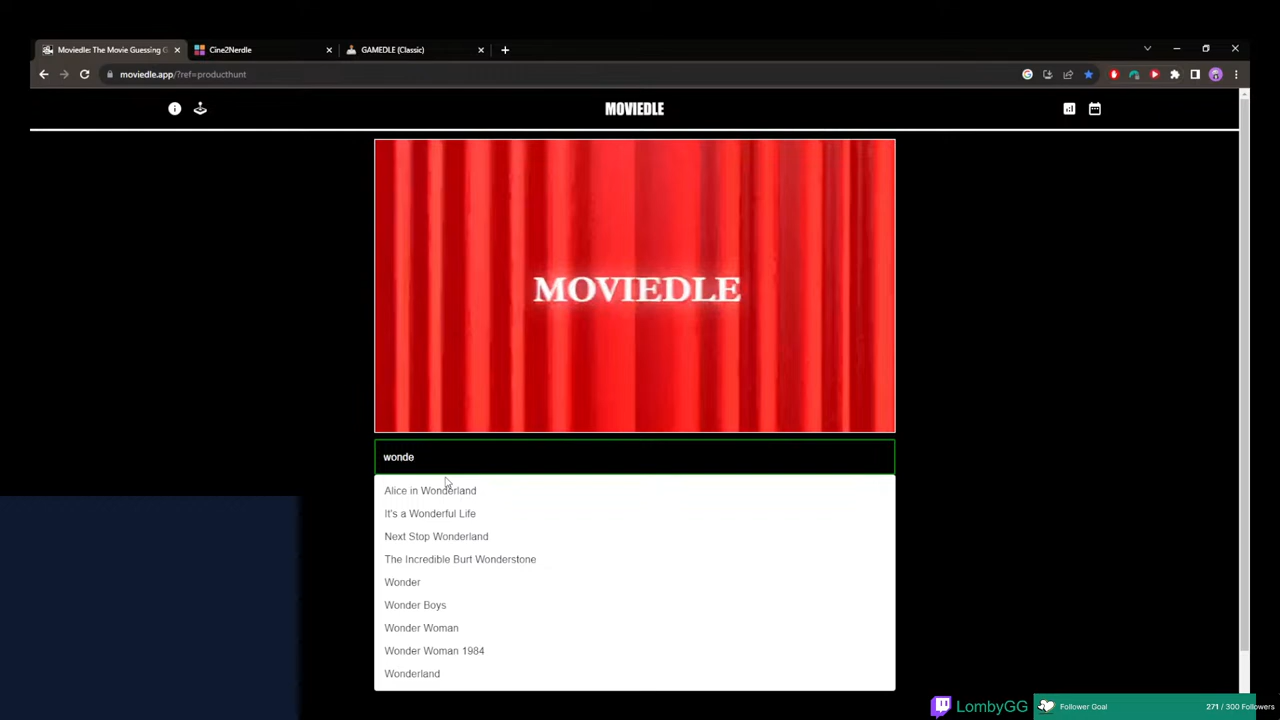 Moviedle: The Movie Guessing G
Cine2Nerdle
GAMEDLE (Classic)
moviedle.app/?ref=producthunt
MOVIEDLE
MOVIEDLE
wonde
Alice in Wonderland
It's a Wonderful Life
Next Stop Wonderland
The Incredible Burt Wonderstone
Wonder
Wonder Boys
Wonder Woman
Wonder Woman 1984
Wonderland
LombyGG
Follower Goal
271 / 300 Followers